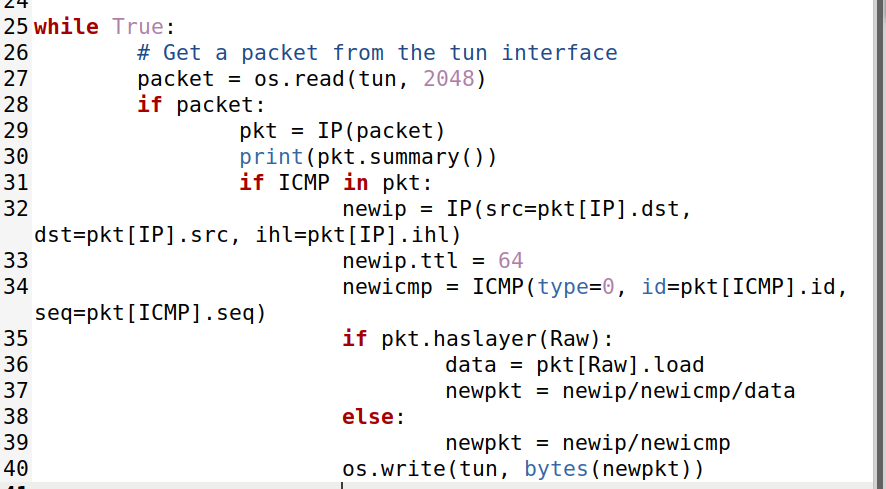 24
25 while True:
26 # Get a packet from the tun interface
27 packet = os.read(tun, 2048)
28 if packet:
29 pkt = IP(packet)
30 print(pkt.summary())
31 if ICMP in pkt:
32 newip = IP(src=pkt[IP].dst,
dst=pkt[IP].src, ihl=pkt[IP].ihl)
33 newip.ttl = 64
34 newicmp = ICMP(type=0, id=pkt[ICMP].id,
seq=pkt[ICMP].seq)
35 if pkt.haslayer(Raw):
36 data = pkt[Raw].load
37 newpkt = newip/newicmp/data
38 else:
39 newpkt = newip/newicmp
40 os.write(tun, bytes(newpkt))
41